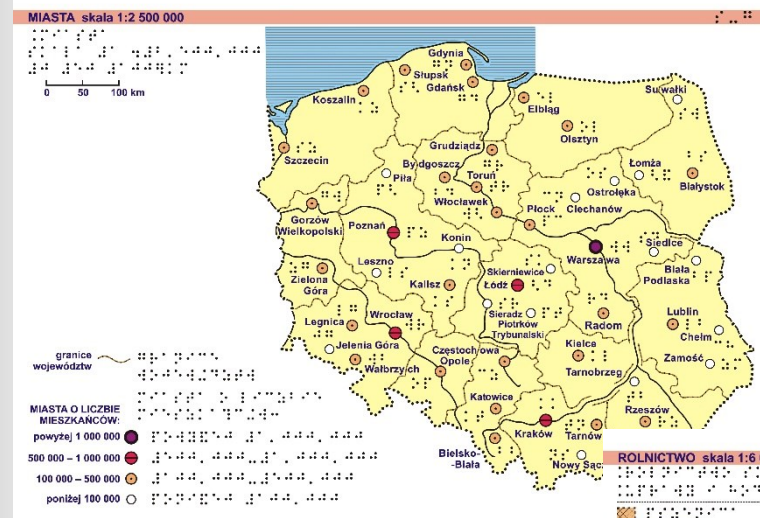 MIASTA skala 1:2 500 000
0 50 100 km
Gdynia
Słupsk
Gdańsk
Koszalin
Suwałki
Elbląg
Olsztyn
Szczecin
Grudziądz
Bydgoszcz
Toruń
Piła
Łomża
Ostrołęka
Białystok
Włocławek
Płock
Ciechanów
Gorzów
Wielkopolski
Poznań
Konin
Warszawa
Siedlce
Leszno
Skierniewice
Biała
Podlaska
Zielona
Góra
Kalisz
Łódź
Legnica
Wrocław
Sieradz
Piotrków
Trybunalski
Radom
Lublin
Chełm
Jelenia Góra
Wałbrzych
Częstochowa
Opole
Kielce
Tarnobrzeg
Zamość
granice
województw
Katowice
Kraków
Tarnów
Rzeszów
Bielsko-
-Biała
MIASTA O LICZBIE
MIESZKAŃCÓW:
powyżej 1 000 000
500 000 – 1 000 000
100 000 – 500 000
poniżej 100 000
Nowy Sącz
ROLNICTWO skala 1:6